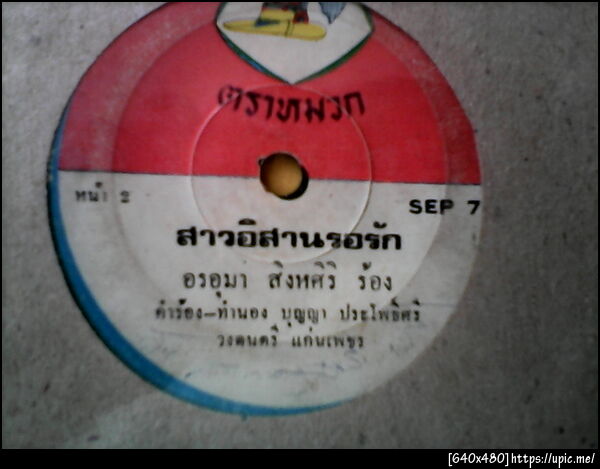 ตราหมวก
หน้า 2
SEP 7
สาวอิสานรอรัก
อรอุมา สิงหศิริ ร้อง
คำร้อง-ทำนอง บุญญา ประโพธิ์ศรี
วงดนตรี แก่นเพชร
[640x480]https://upic.me/